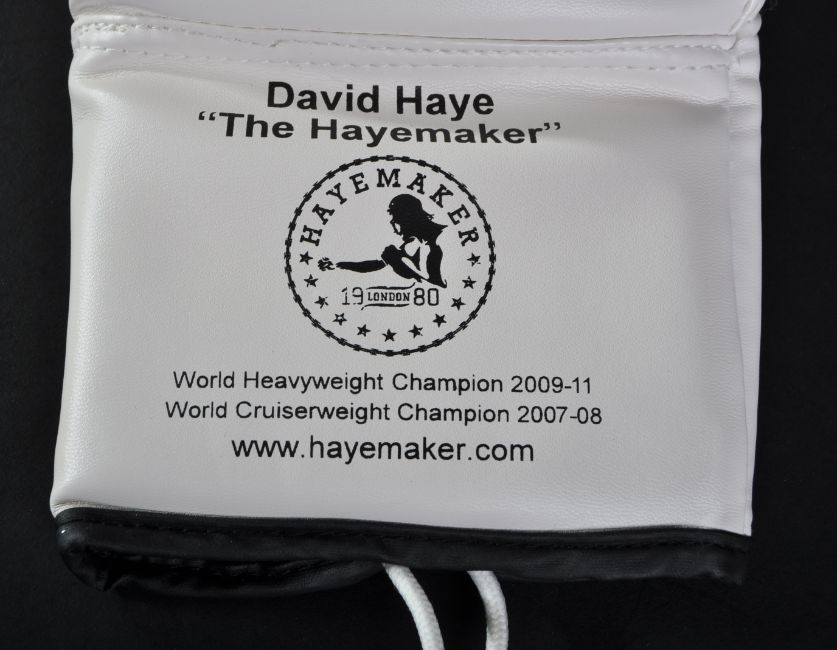 David Haye
“The Hayemaker”
HAYEMAKER
19 LONDON 80
World Heavyweight Champion 2009-11
World Cruiserweight Champion 2007-08
www.hayemaker.com